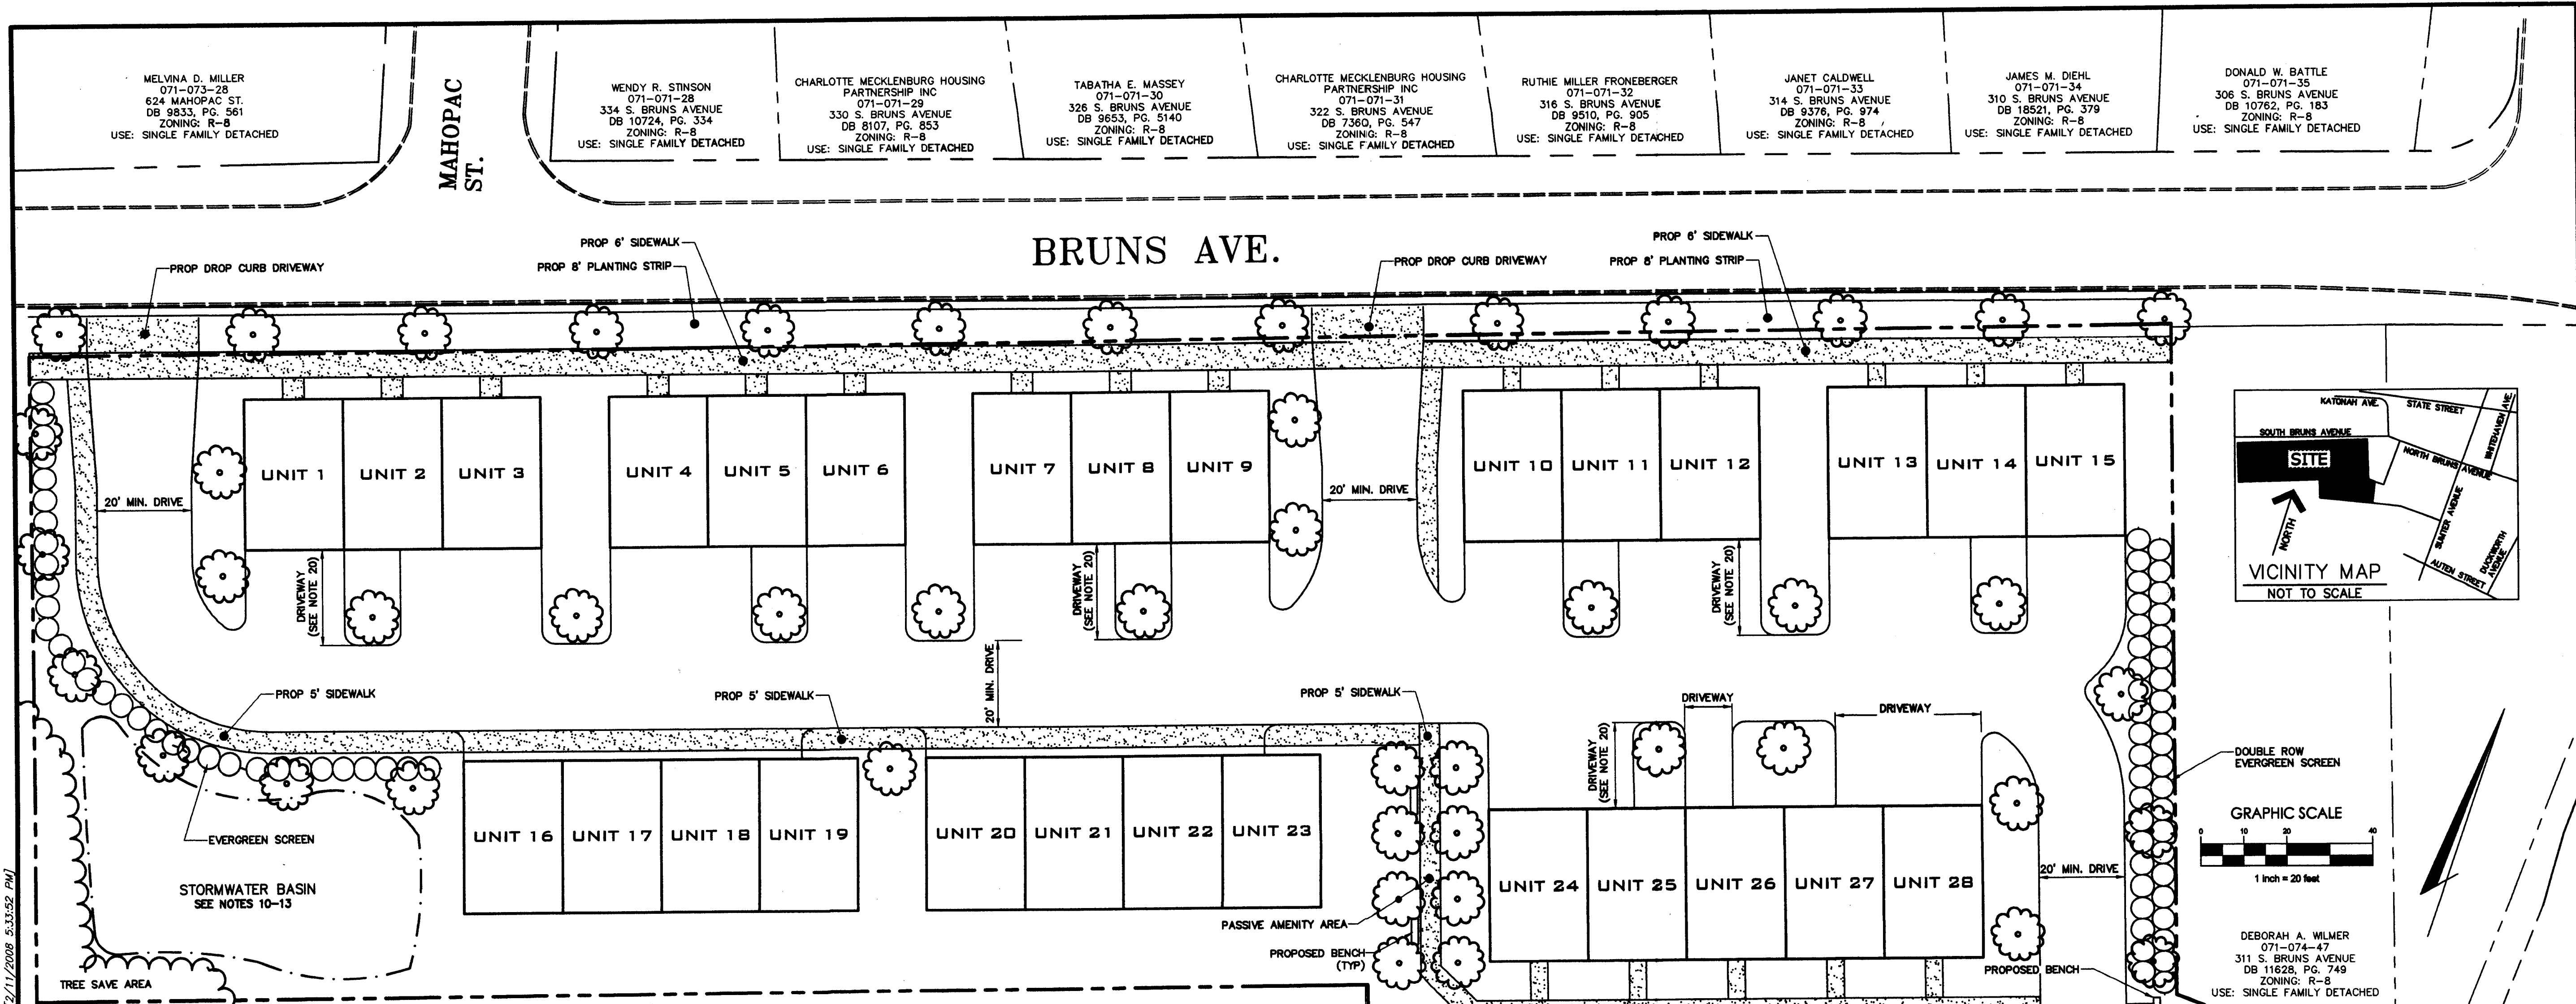 MELVINA D. MILLER
071-073-28
624 MAHOPAC ST.
DB 9833, PG. 561
ZONING: R-8
USE: SINGLE FAMILY DETACHED
MAHOPAC
ST.
WENDY R. STINSON
071-071-28
334 S. BRUNS AVENUE
DB 10724, PG. 334
ZONING: R-8
USE: SINGLE FAMILY DETACHED
CHARLOTTE MECKLENBURG HOUSING
PARTNERSHIP INC
071-071-29
330 S. BRUNS AVENUE
DB 8107, PG. 853
ZONING: R-8
USE: SINGLE FAMILY DETACHED
TABATHA E. MASSEY
071-071-30
326 S. BRUNS AVENUE
DB 9653, PG. 5140
ZONING: R-8
USE: SINGLE FAMILY DETACHED
CHARLOTTE MECKLENBURG HOUSING
PARTNERSHIP INC
071-071-31
322 S. BRUNS AVENUE
DB 7360, PG. 547
ZONING: R-8
USE: SINGLE FAMILY DETACHED
RUTHIE MILLER FRONEBERGER
071-071-32
316 S. BRUNS AVENUE
DB 9510, PG. 905
ZONING: R-8
USE: SINGLE FAMILY DETACHED
JANET CALDWELL
071-071-33
314 S. BRUNS AVENUE
DB 9376, PG. 974
ZONING: R-8
USE: SINGLE FAMILY DETACHED
JAMES M. DIEHL
071-071-34
310 S. BRUNS AVENUE
DB 18521, PG. 379
ZONING: R-8
USE: SINGLE FAMILY DETACHED
DONALD W. BATTLE
071-071-35
306 S. BRUNS AVENUE
DB 10762, PG. 183
ZONING: R-8
USE: SINGLE FAMILY DETACHED
BRUNS AVE.
PROP 6' SIDEWALK
PROP DROP CURB DRIVEWAY
PROP 8' PLANTING STRIP
PROP 6' SIDEWALK
PROP DROP CURB DRIVEWAY
PROP 8' PLANTING STRIP
UNIT 1
UNIT 2
UNIT 3
UNIT 4
UNIT 5
UNIT 6
UNIT 7
UNIT 8
UNIT 9
UNIT 10
UNIT 11
UNIT 12
UNIT 13
UNIT 14
UNIT 15
20' MIN. DRIVE
20' MIN. DRIVE
DRIVEWAY
(SEE NOTE 20)
DRIVEWAY
(SEE NOTE 20)
DRIVEWAY
(SEE NOTE 20)
20' MIN. DRIVE
KATONAH AVE.
STATE STREET
WHITEHAVEN AVE.
SOUTH BRUNS AVENUE
SITE
NORTH BRUNS AVENUE
NORTH
SUMTER AVENUE
DUCKWORTH
AVENUE
AUTEN STREET
VICINITY MAP
NOT TO SCALE
PROP 5' SIDEWALK
PROP 5' SIDEWALK
PROP 5' SIDEWALK
DRIVEWAY
DRIVEWAY
DRIVEWAY
(SEE NOTE 20)
DOUBLE ROW
EVERGREEN SCREEN
EVERGREEN SCREEN
UNIT 16
UNIT 17
UNIT 18
UNIT 19
UNIT 20
UNIT 21
UNIT 22
UNIT 23
UNIT 24
UNIT 25
UNIT 26
UNIT 27
UNIT 28
20' MIN. DRIVE
GRAPHIC SCALE
0 10 20 40
1 inch = 20 feet
STORMWATER BASIN
SEE NOTES 10-13
PASSIVE AMENITY AREA
PROPOSED BENCH
(TYP)
PROPOSED BENCH
TREE SAVE AREA
DEBORAH A. WILMER
071-074-47
311 S. BRUNS AVENUE
DB 11628, PG. 749
ZONING: R-8
USE: SINGLE FAMILY DETACHED
2/11/2008 5:33:52 PM]